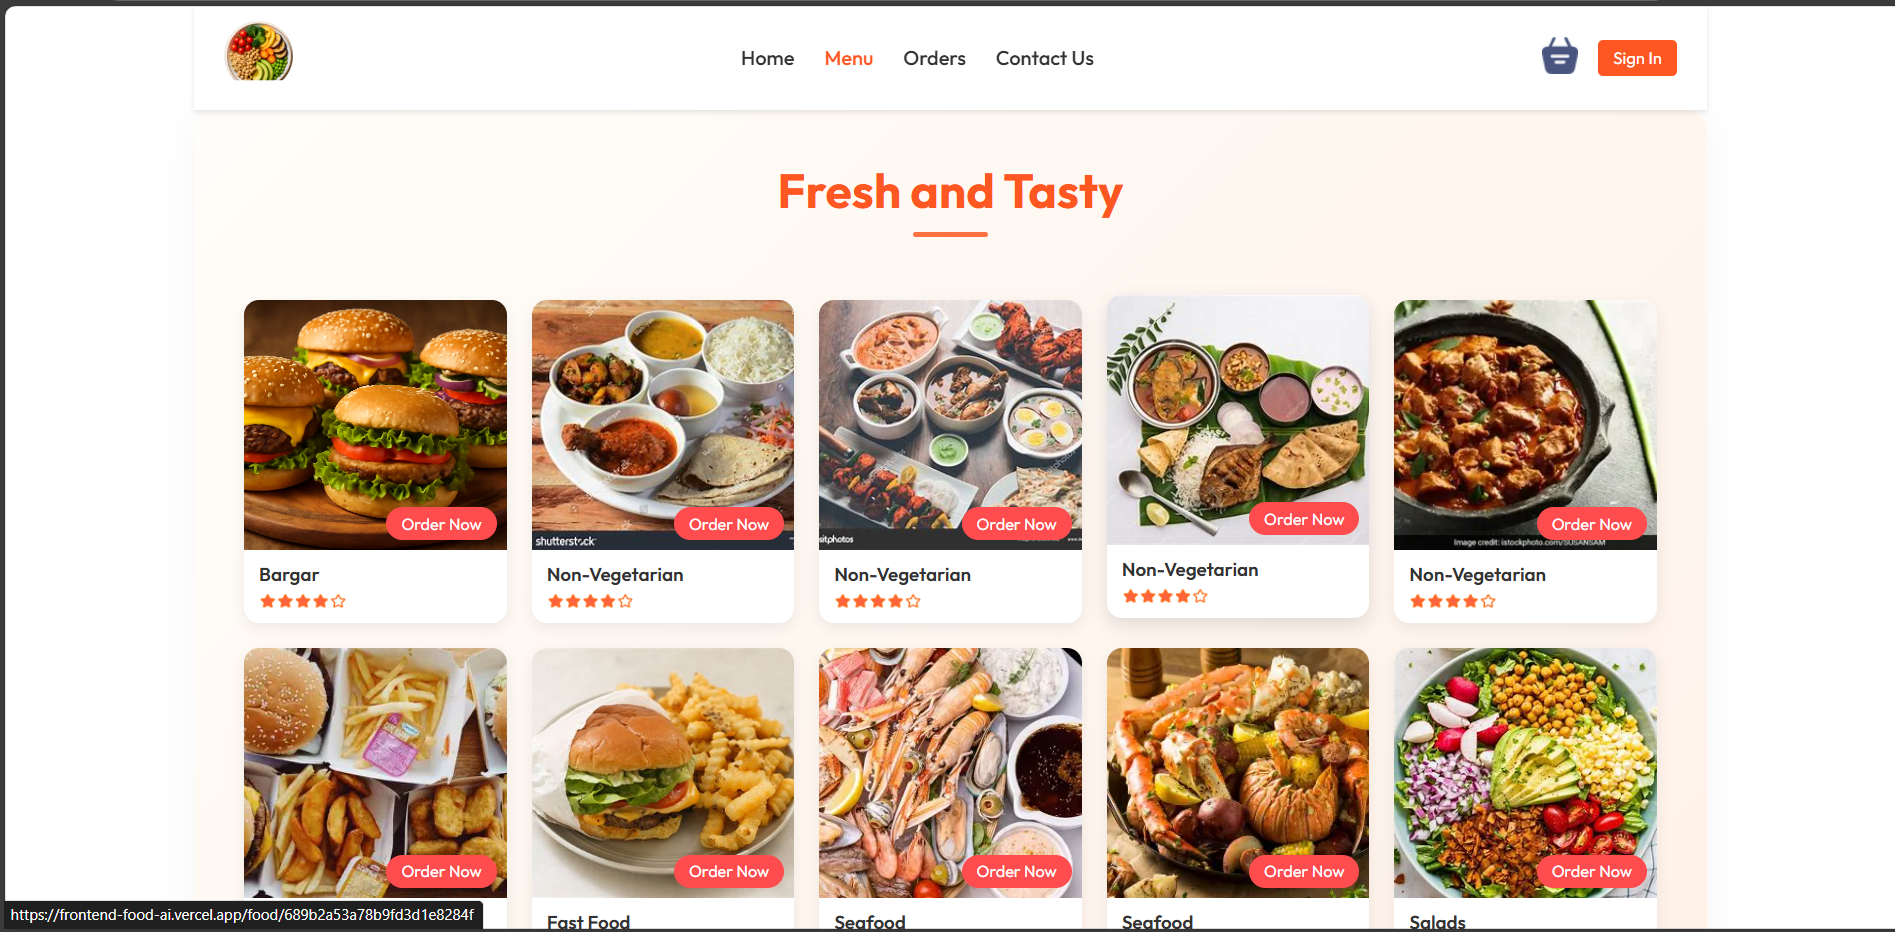 Home Menu Orders Contact Us
Sign In
Fresh and Tasty
Order Now
Order Now
Order Now
Order Now
Order Now
shutterstock
sitphotos
Image credit: istockphoto.com/SUSANSAM
Bargar
Non-Vegetarian
Non-Vegetarian
Non-Vegetarian
Non-Vegetarian
Order Now
Order Now
Order Now
Order Now
Order Now
https://frontend-food-ai.vercel.app/food/689b2a53a78b9fd3d1e8284f
Fast Food
Seafood
Seafood
Salads